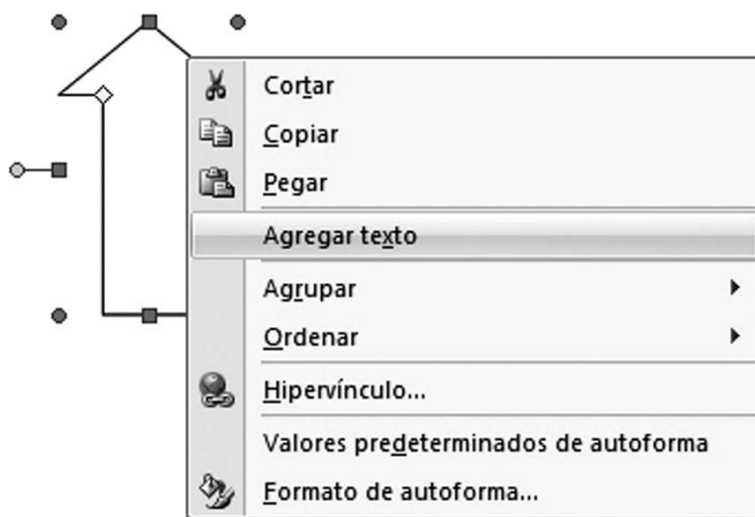 Cortar
Copiar
Pegar
Agregar texto
Agrupar
Ordenar
Hipervínculo...
Valores predeterminados de autoforma
Formato de autoforma...